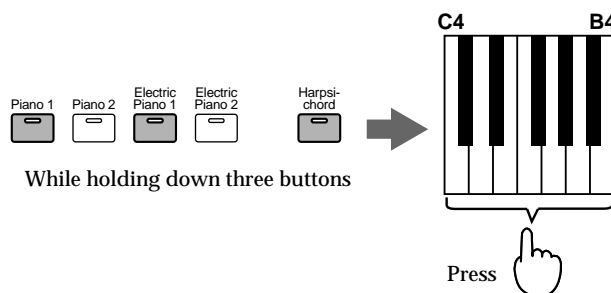 C4 B4
Piano 1
Piano 2
Electric
Piano 1
Electric
Piano 2
Harpsi-
chord
While holding down three buttons
Press